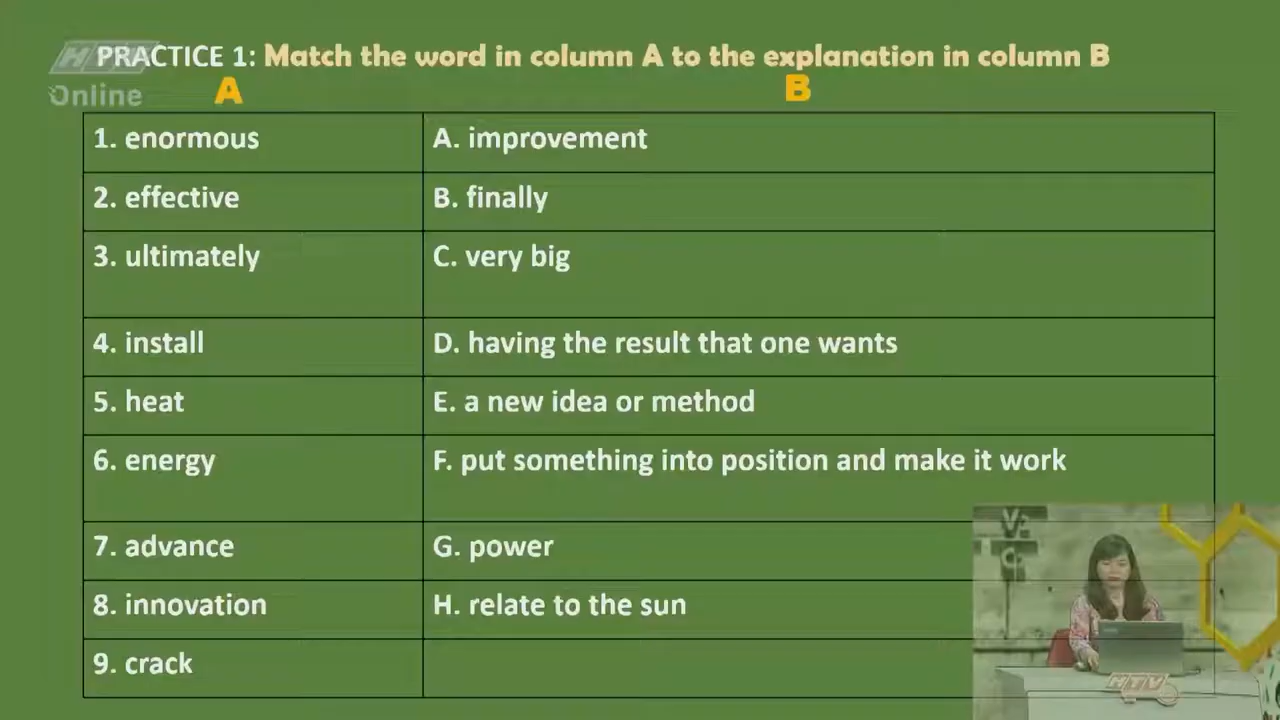 PRACTICE 1: Match the word in column A to the explanation in column B
HTV
Online
A B
1. enormous A. improvement
2. effective B. finally
3. ultimately C. very big
4. install D. having the result that one wants
5. heat E. a new idea or method
6. energy F. put something into position and make it work
7. advance G. power
8. innovation H. relate to the sun
9. crack
HTV